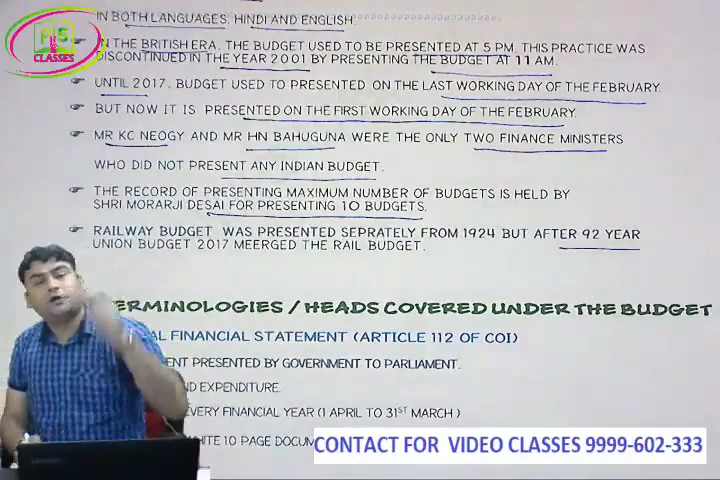 IN BOTH LANGUAGES, HINDI AND ENGLISH
PS
CLASSES
IN THE BRITISH ERA, THE BUDGET USED TO BE PRESENTED AT 5 PM. THIS PRACTICE WAS
DISCONTINUED IN THE YEAR 2001 BY PRESENTING THE BUDGET AT 11 AM.
UNTIL 2017, BUDGET USED TO PRESENTED ON THE LAST WORKING DAY OF THE FEBRUARY.
BUT NOW IT IS PRESENTED ON THE FIRST WORKING DAY OF THE FEBRUARY.
MR KC NEOGY AND MR HN BAHUGUNA WERE THE ONLY TWO FINANCE MINISTERS
WHO DID NOT PRESENT ANY INDIAN BUDGET.
THE RECORD OF PRESENTING MAXIMUM NUMBER OF BUDGETS IS HELD BY
SHRI MORARJI DESAI FOR PRESENTING 10 BUDGETS.
RAILWAY BUDGET WAS PRESENTED SEPRATELY FROM 1924 BUT AFTER 92 YEAR
UNION BUDGET 2017 MEERGED THE RAIL BUDGET.
ERMINOLOGIES / HEADS COVERED UNDER THE BUDGET
AL FINANCIAL STATEMENT (ARTICLE 112 OF COI)
ENT PRESENTED BY GOVERNMENT TO PARLIAMENT.
ND EXPENDITURE.
EVERY FINANCIAL YEAR (1 APRIL TO 31ST MARCH)
HITE 10 PAGE DOCUM
CONTACT FOR VIDEO CLASSES 9999-602-333